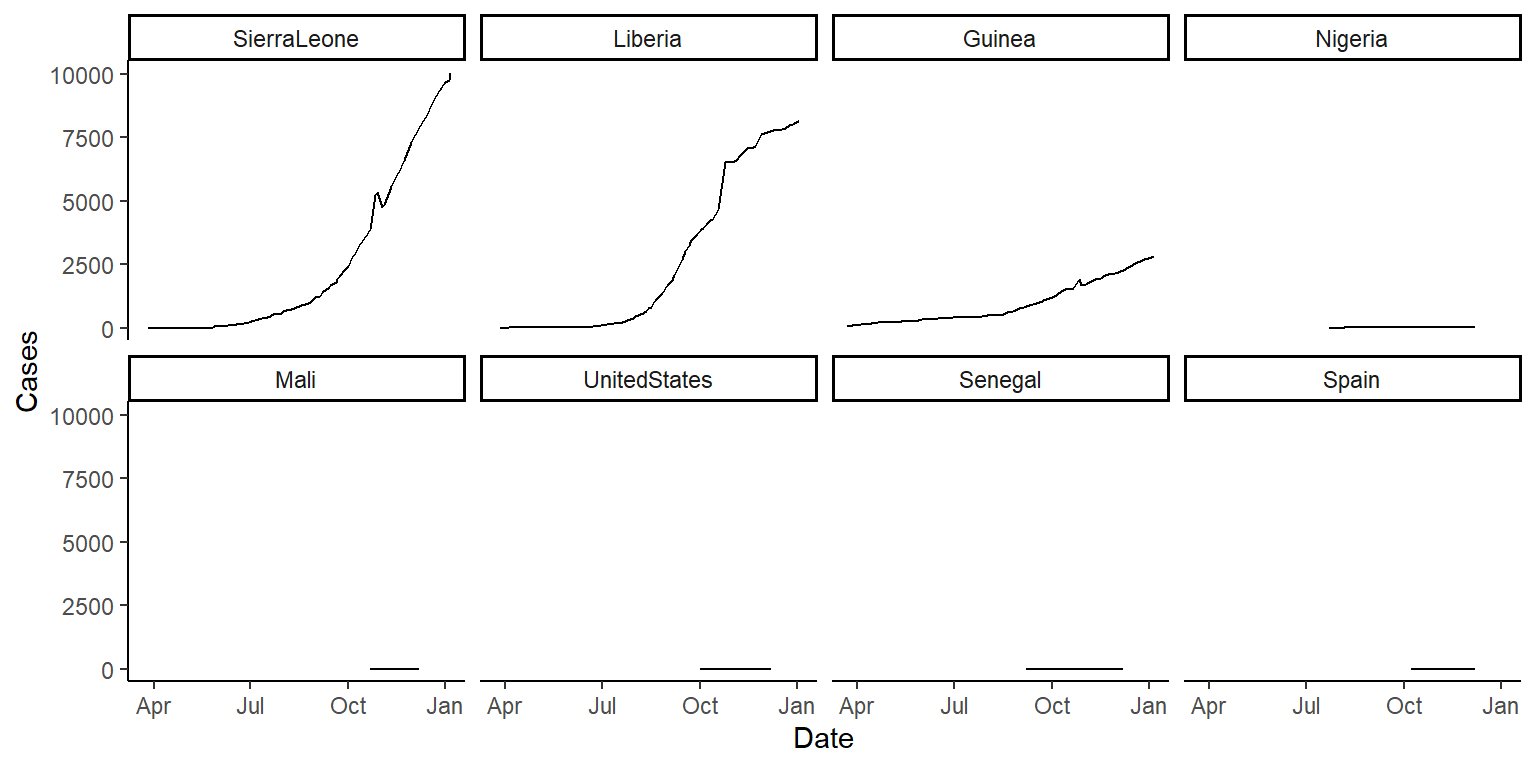 SierraLeone Liberia Guinea Nigeria
10000
7500
5000
2500
0
Cases
Mali UnitedStates Senegal Spain
10000
7500
5000
2500
0
Apr Jul Oct Jan Apr Jul Oct Jan Apr Jul Oct Jan Apr Jul Oct Jan
Date